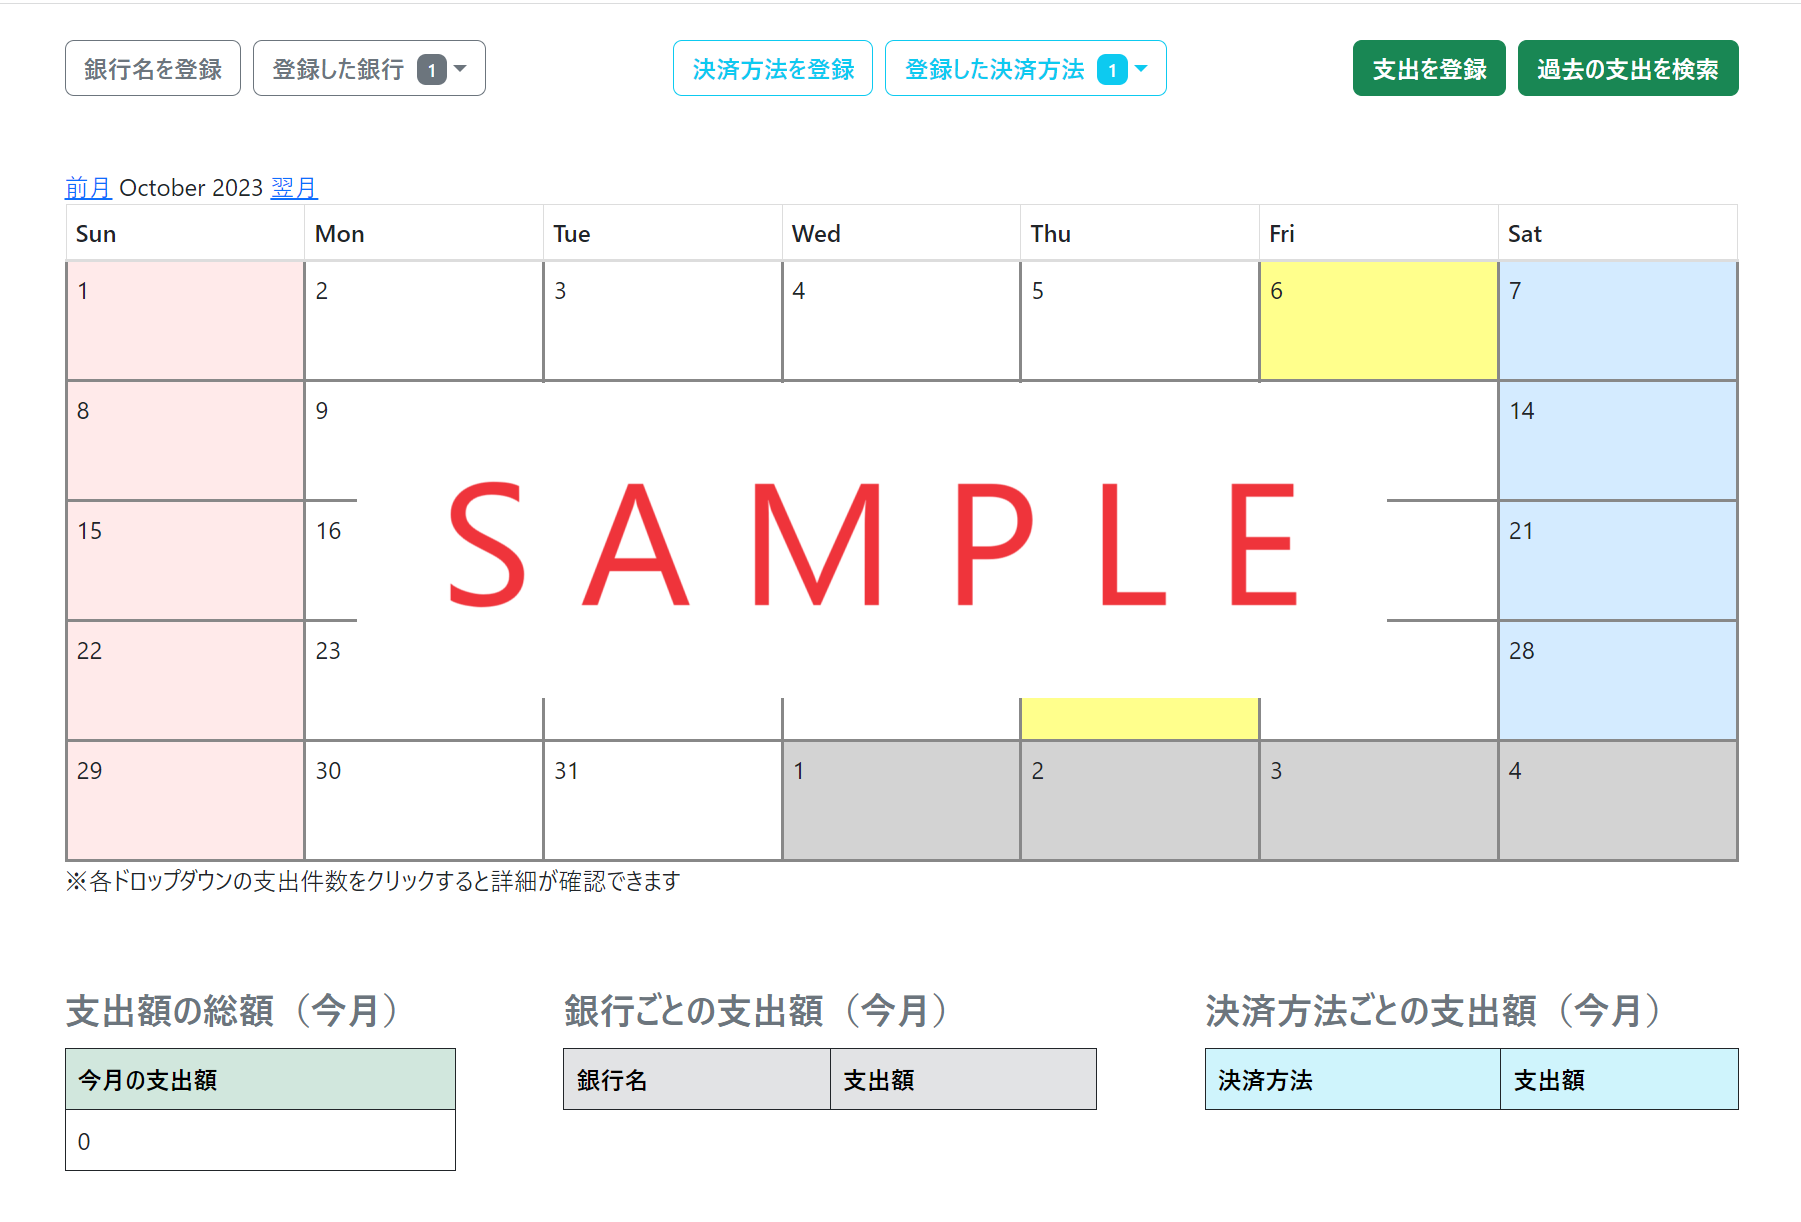 銀行名を登録 登録した銀行 1 決済方法を登録 登録した決済方法 1 支出を登録 過去の支出を検索
前月 October 2023 翌月
Sun Mon Tue Wed Thu Fri Sat
1 2 3 4 5 6 7
8 9 14
SAMPLE
15 16 21
22 23 28
29 30 31 1 2 3 4
※各ドロップダウンの支出件数をクリックすると詳細が確認できます
支出額の総額（今月） 銀行ごとの支出額（今月） 決済方法ごとの支出額（今月）
今月の支出額 銀行名 支出額 決済方法 支出額
0